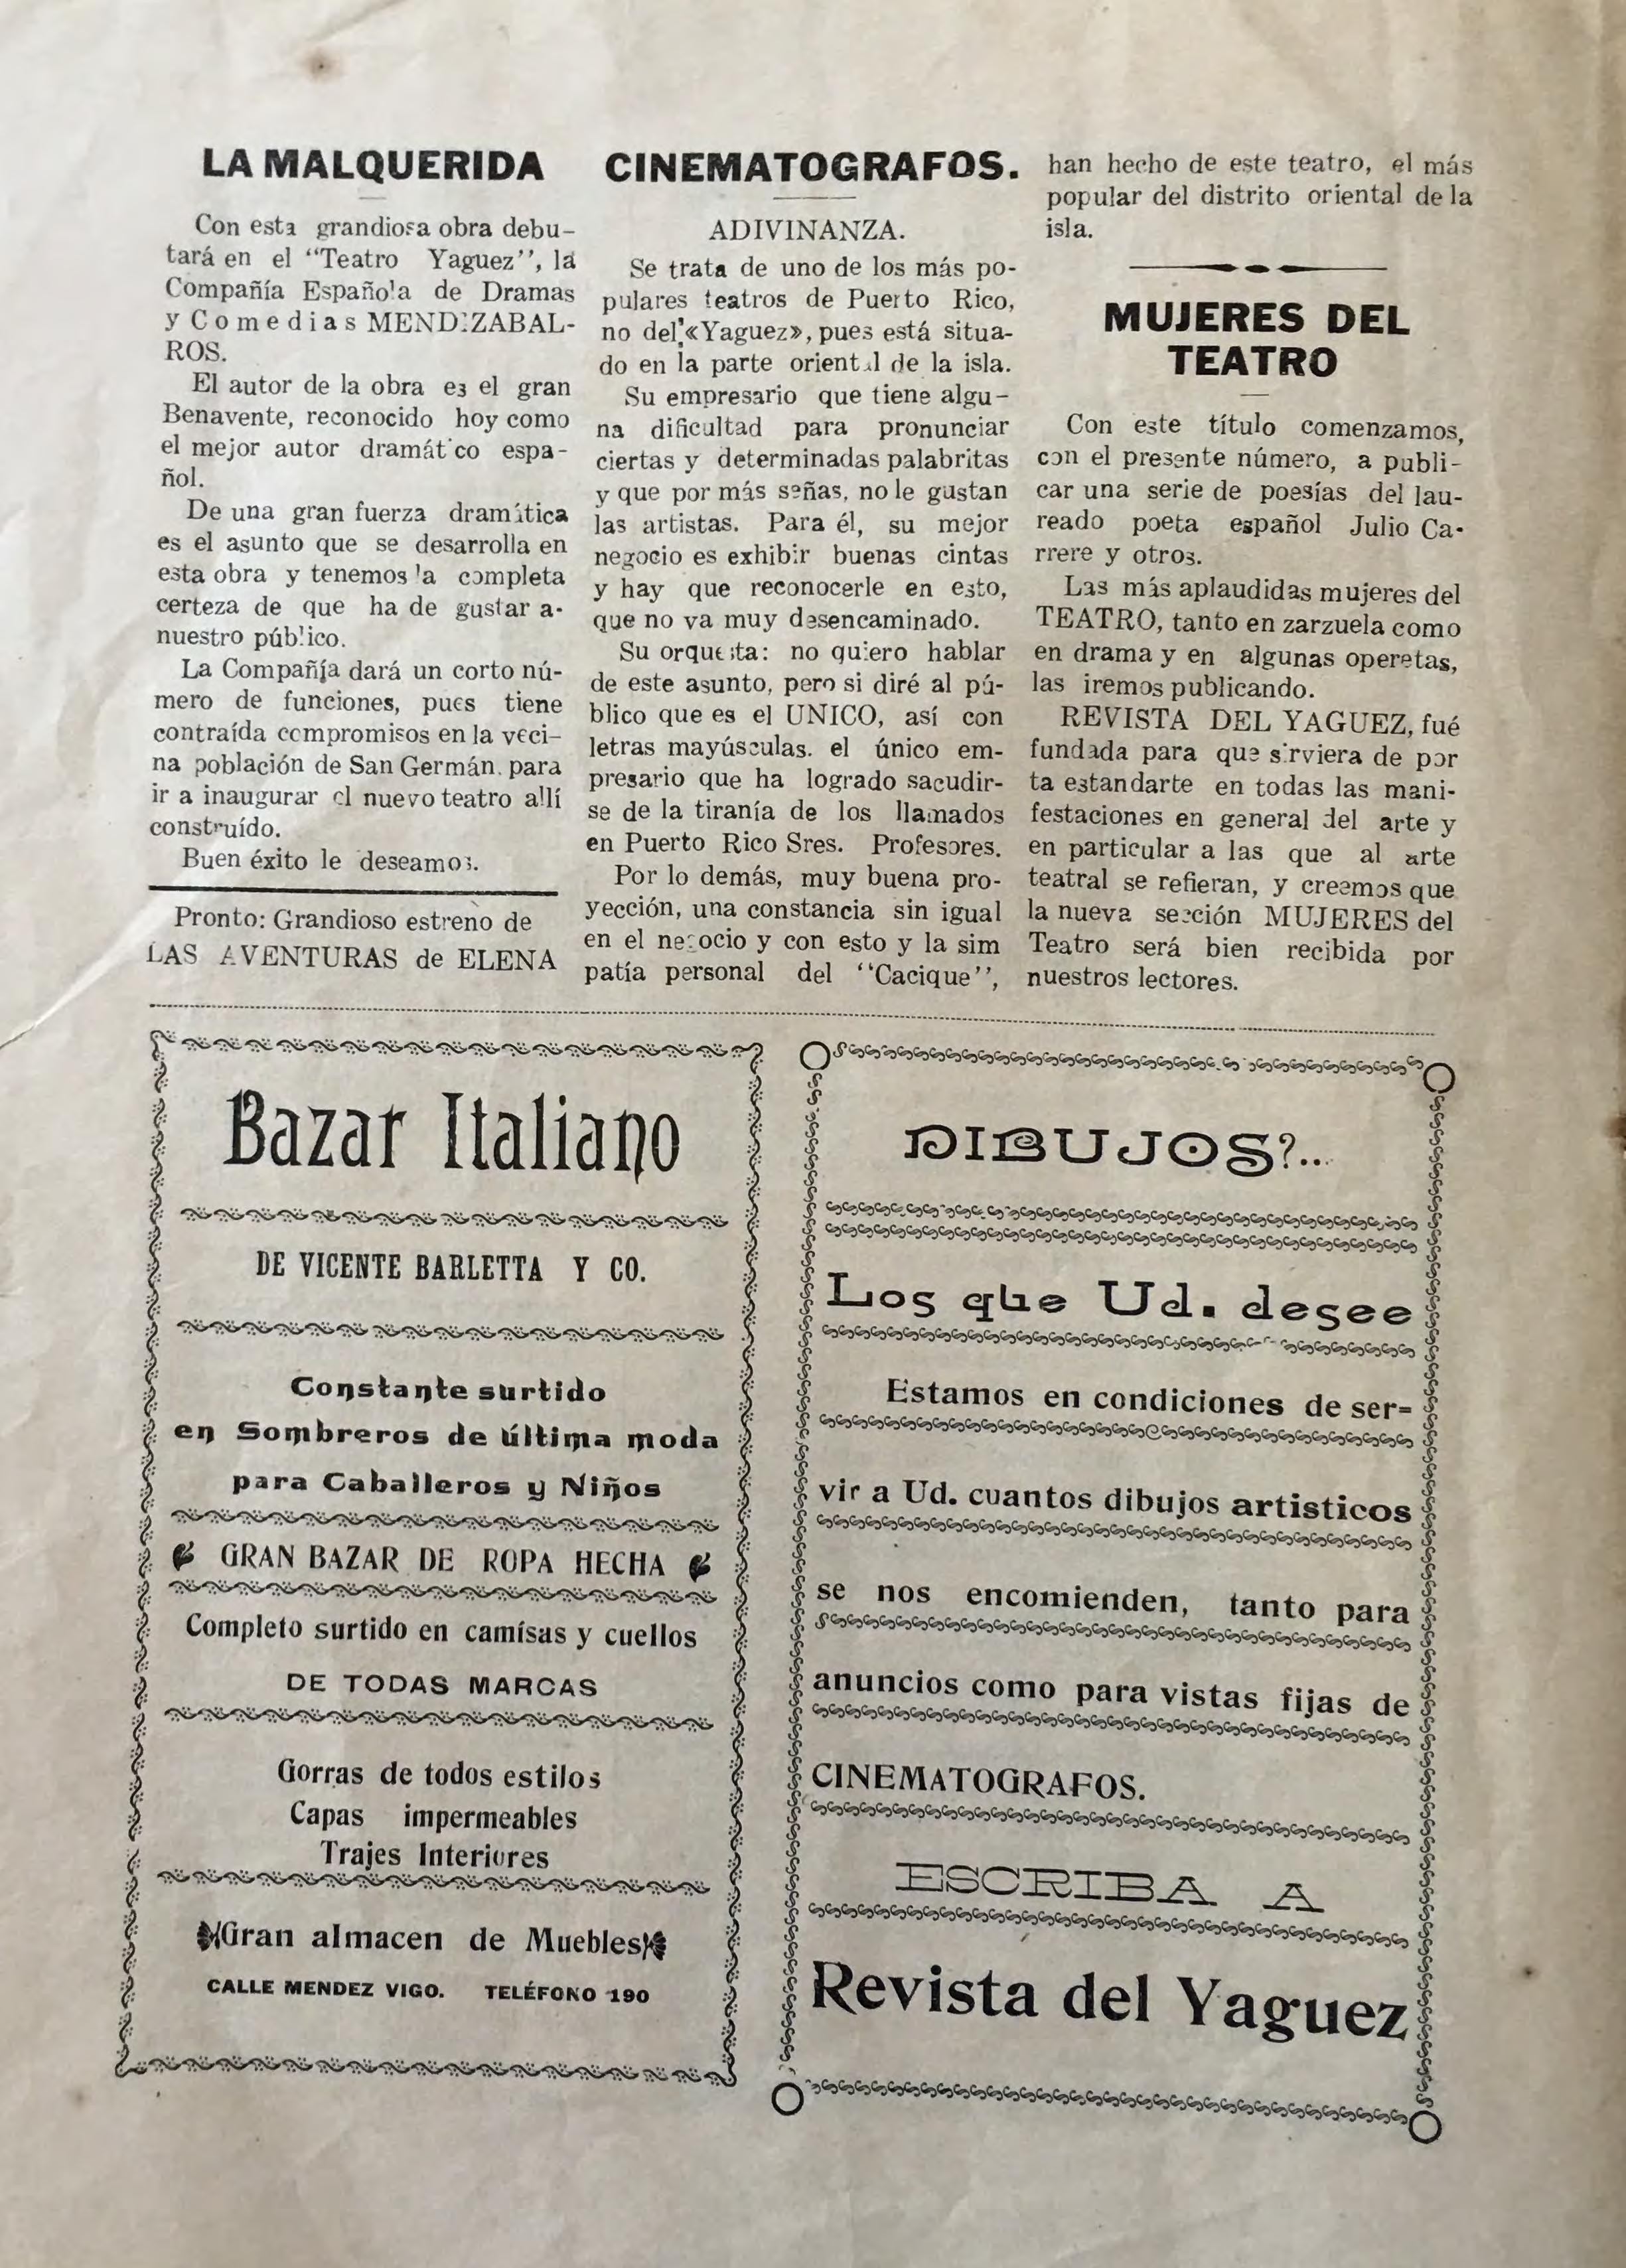 LA MALQUERIDA
Con esta grandiosa obra debu-
tará en el "Teatro Yaguez", la
Compañía Española de Dramas
y Comedias MENDIZABAL-
ROS.
El autor de la obra es el gran
Benavente, reconocido hoy como
el mejor autor dramático espa-
ñol.
De una gran fuerza dramática
es el asunto que se desarrolla en
esta obra y tenemos la completa
certeza de que ha de gustar a-
nuestro público.
La Compañía dará un corto nú-
mero de funciones, pues tiene
contraída compromisos en la veci-
na población de San Germán. para
ir a inaugurar el nuevo teatro allí
construído.
Buen éxito le deseamos.
Pronto: Grandioso estreno de
LAS AVENTURAS de ELENA
CINEMATOGRAFOS.
ADIVINANZA.
Se trata de uno de los más po-
pulares teatros de Puerto Rico,
no del «Yaguez», pues está situa-
do en la parte oriental de la isla.
Su empresario que tiene algu-
na dificultad para pronunciar
ciertas y determinadas palabritas
y que por más señas, no le gustan
las artistas. Para él, su mejor
negocio es exhibir buenas cintas
y hay que reconocerle en esto,
que no va muy desencaminado.
Su orquesta: no quiero hablar
de este asunto, pero si diré al pú-
blico que es el UNICO, así con
letras mayúsculas. el único em-
presario que ha logrado sacudir-
se de la tiranía de los llamados
en Puerto Rico Sres. Profesores.
Por lo demás, muy buena pro-
yección, una constancia sin igual
en el negocio y con esto y la sim
patía personal del "Cacique",
han hecho de este teatro, el más
popular del distrito oriental de la
isla.
MUJERES DEL
TEATRO
Con este título comenzamos,
con el presente número, a publi-
car una serie de poesías del lau-
reado poeta español Julio Ca-
rrere y otros.
Las más aplaudidas mujeres del
TEATRO, tanto en zarzuela como
en drama y en algunas operetas,
las iremos publicando.
REVISTA DEL YAGUEZ, fué
fundada para que sirviera de por
ta estandarte en todas las mani-
festaciones en general del arte y
en particular a las que al arte
teatral se refieran, y creemos que
la nueva sección MUJERES del
Teatro será bien recibida por
nuestros lectores.
Bazar Italiano
DE VICENTE BARLETTA Y CO.
Constante surtido
en Sombreros de última moda
para Caballeros y Niños
GRAN BAZAR DE ROPA HECHA
Completo surtido en camísas y cuellos
DE TODAS MARCAS
Gorras de todos estilos
Capas impermeables
Trajes Interiores
Gran almacen de Muebles
CALLE MENDEZ VIGO. TELÉFONO 190
DIBUJOS?...
Los que Ud. desee
Estamos en condiciones de ser=
vir a Ud. cuantos dibujos artisticos
se nos encomienden, tanto para
anuncios como para vistas fijas de
CINEMATOGRAFOS.
ESCRIBA A
Revista del Yaguez